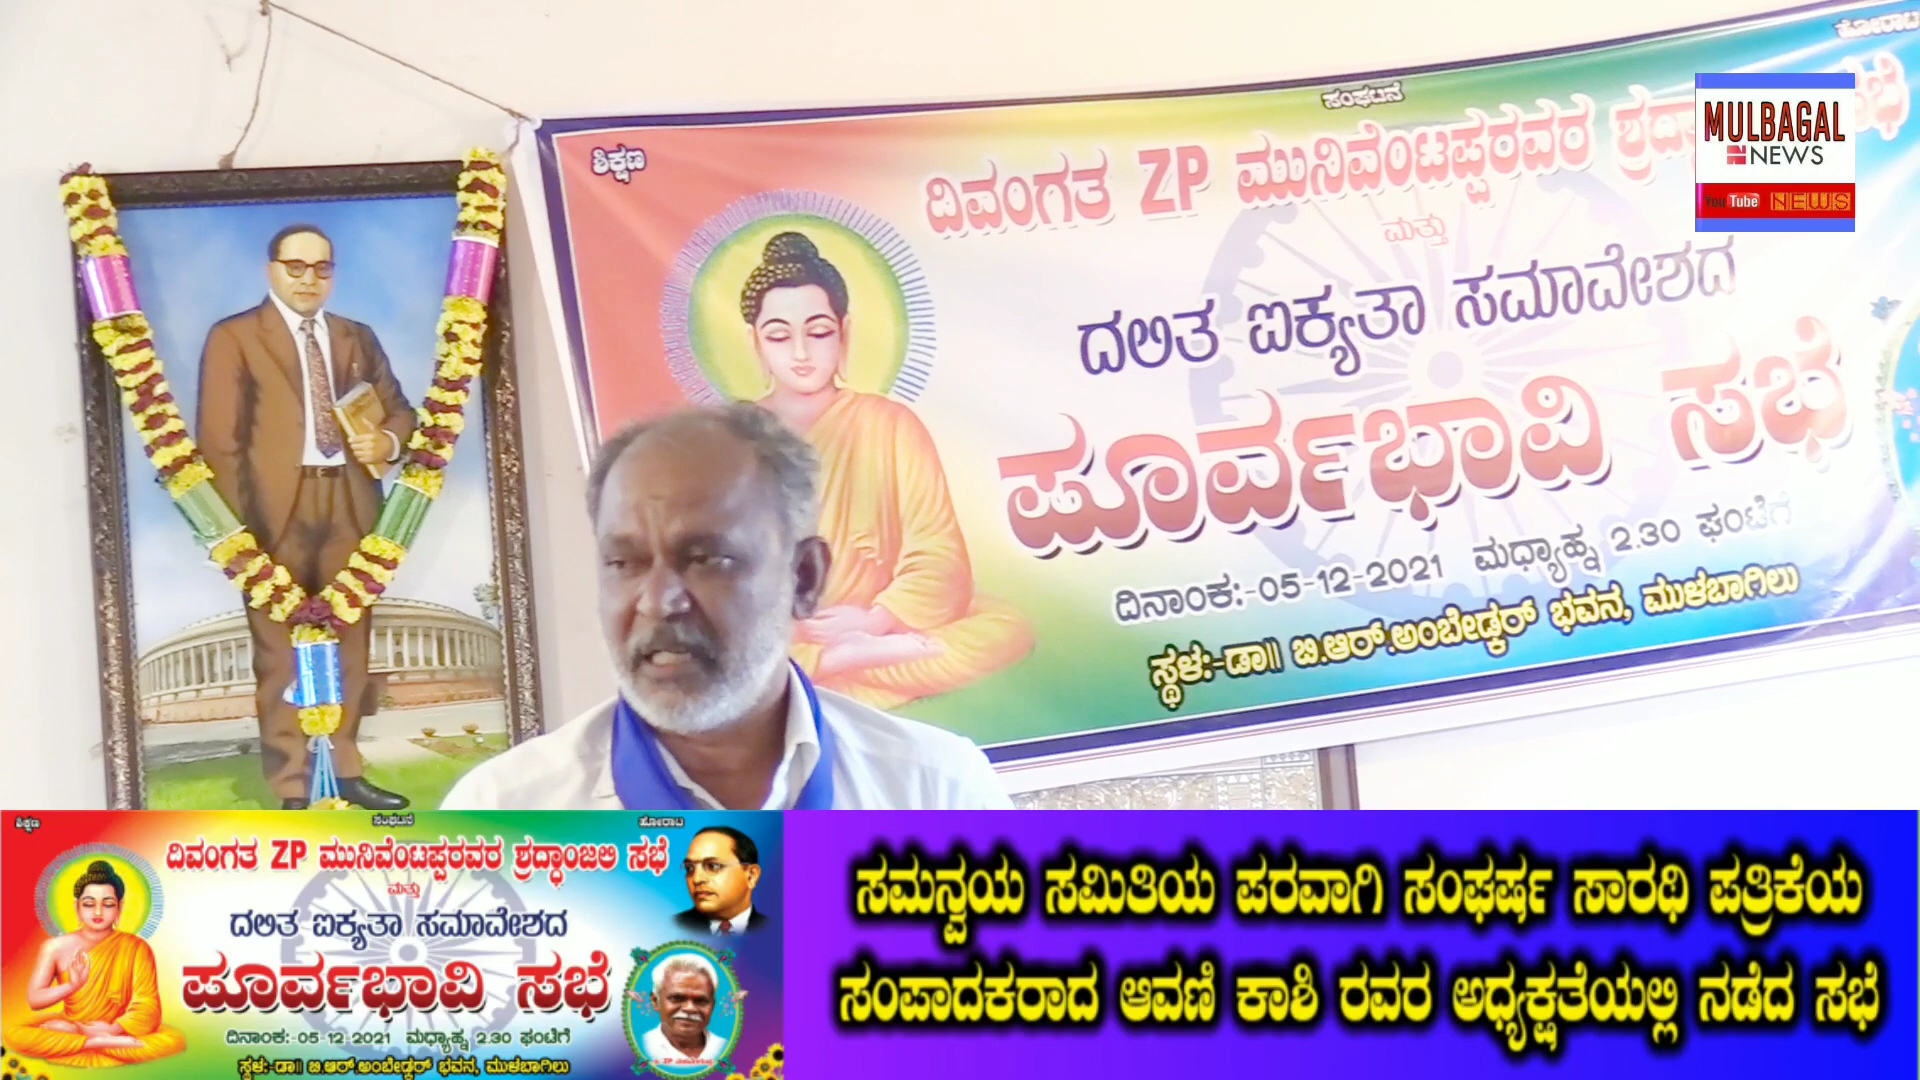 ಶಿಕ್ಷಣ
ಸಂಘಟನೆ
ಹೋರಾಟ
ದಿವಂಗತ ZP ಮುನಿವೆಂಟಪ್ಪರವರ
ಮತ್ತು
ದಲಿತ ಐಕ್ಯತಾ ಸಮಾವೇಶದ
ಪೂರ್ವಭಾವಿ ಸಭೆ
ದಿನಾಂಕ:-05-12-2021 ಮಧ್ಯಾಹ್ನ 2.30 ಘಂಟೆಗೆ
ಸ್ಥಳ:-ಡಾ॥ ಬಿ.ಆರ್.ಅಂಬೇಡ್ಕರ್ ಭವನ, ಮುಳಬಾಗಿಲು
MULBAGAL
NEWS
YouTube NEWS
ಶಿಕ್ಷಣ
ಸಂಘಟನೆ
ಹೋರಾಟ
ದಿವಂಗತ ZP ಮುನಿವೆಂಟಪ್ಪರವರ ಶ್ರದ್ಧಾಂಜಲಿ ಸಭೆ
ಮತ್ತು
ದಲಿತ ಐಕ್ಯತಾ ಸಮಾವೇಶದ
ಪೂರ್ವಭಾವಿ ಸಭೆ
ದಿನಾಂಕ:-05-12-2021 ಮಧ್ಯಾಹ್ನ 2.30 ಘಂಟೆಗೆ
ಸ್ಥಳ:-ಡಾ॥ ಬಿ.ಆರ್.ಅಂಬೇಡ್ಕರ್ ಭವನ, ಮುಳಬಾಗಿಲು
ಸಮನ್ವಯ ಸಮಿತಿಯ ಪರವಾಗಿ ಸಂಘರ್ಷ ಸಾರಥಿ ಪತ್ರಿಕೆಯ
ಸಂಪಾದಕರಾದ ಆವಣಿ ಕಾಶಿ ರವರ ಅಧ್ಯಕ್ಷತೆಯಲ್ಲಿ ನಡೆದ ಸಭೆ